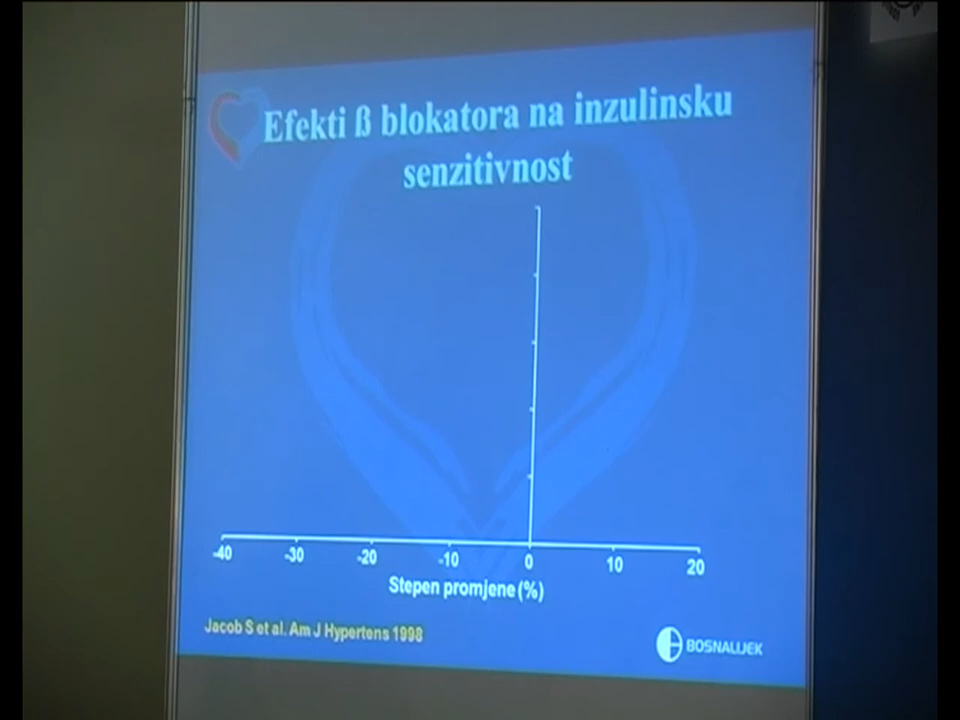 Efekti ß blokatora na inzulinsku
senzitivnost
-40 -30 -20 -10 0 10 20
Stepen promjene (%)
Jacob S et al. Am J Hypertens 1998
BOSNALIJEK